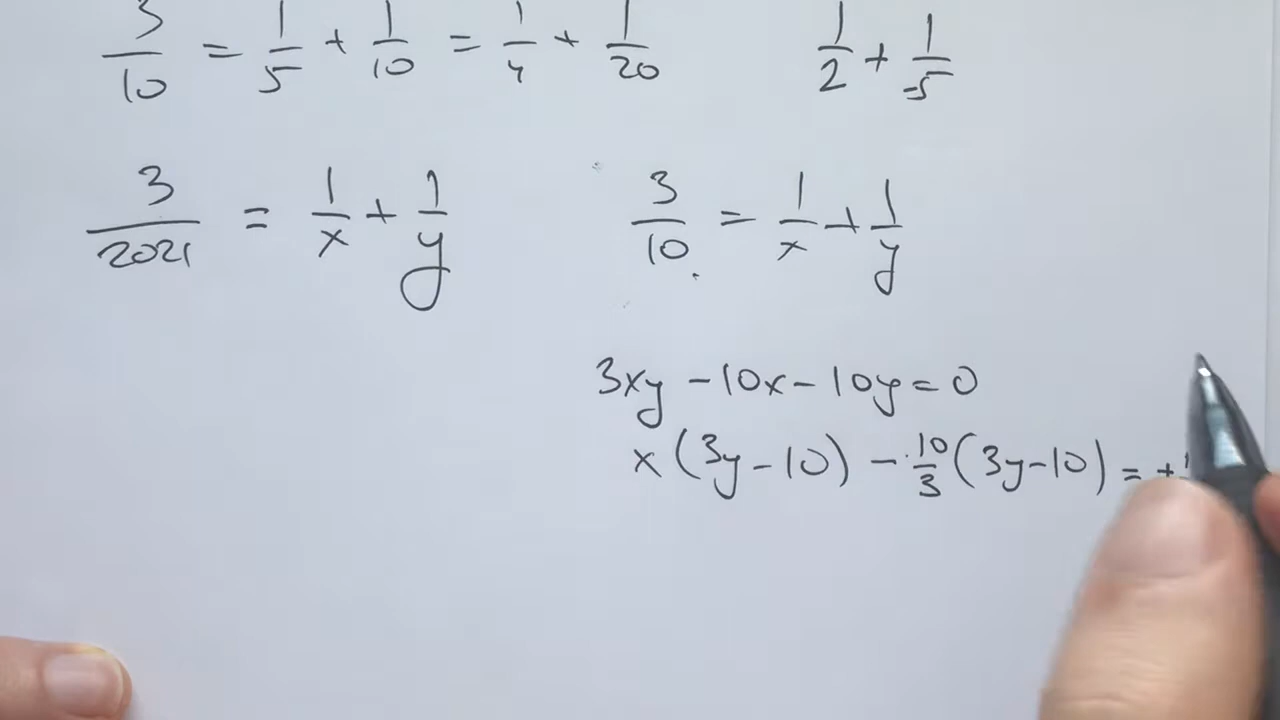 3/10 = 1/5 + 1/10 = 1/4 + 1/20 1/2 + 1/-5
3/2021 = 1/x + 1/y 3/10 = 1/x + 1/y
3xy - 10x - 10y = 0
x (3y - 10) - 10/3 (3y - 10) = +